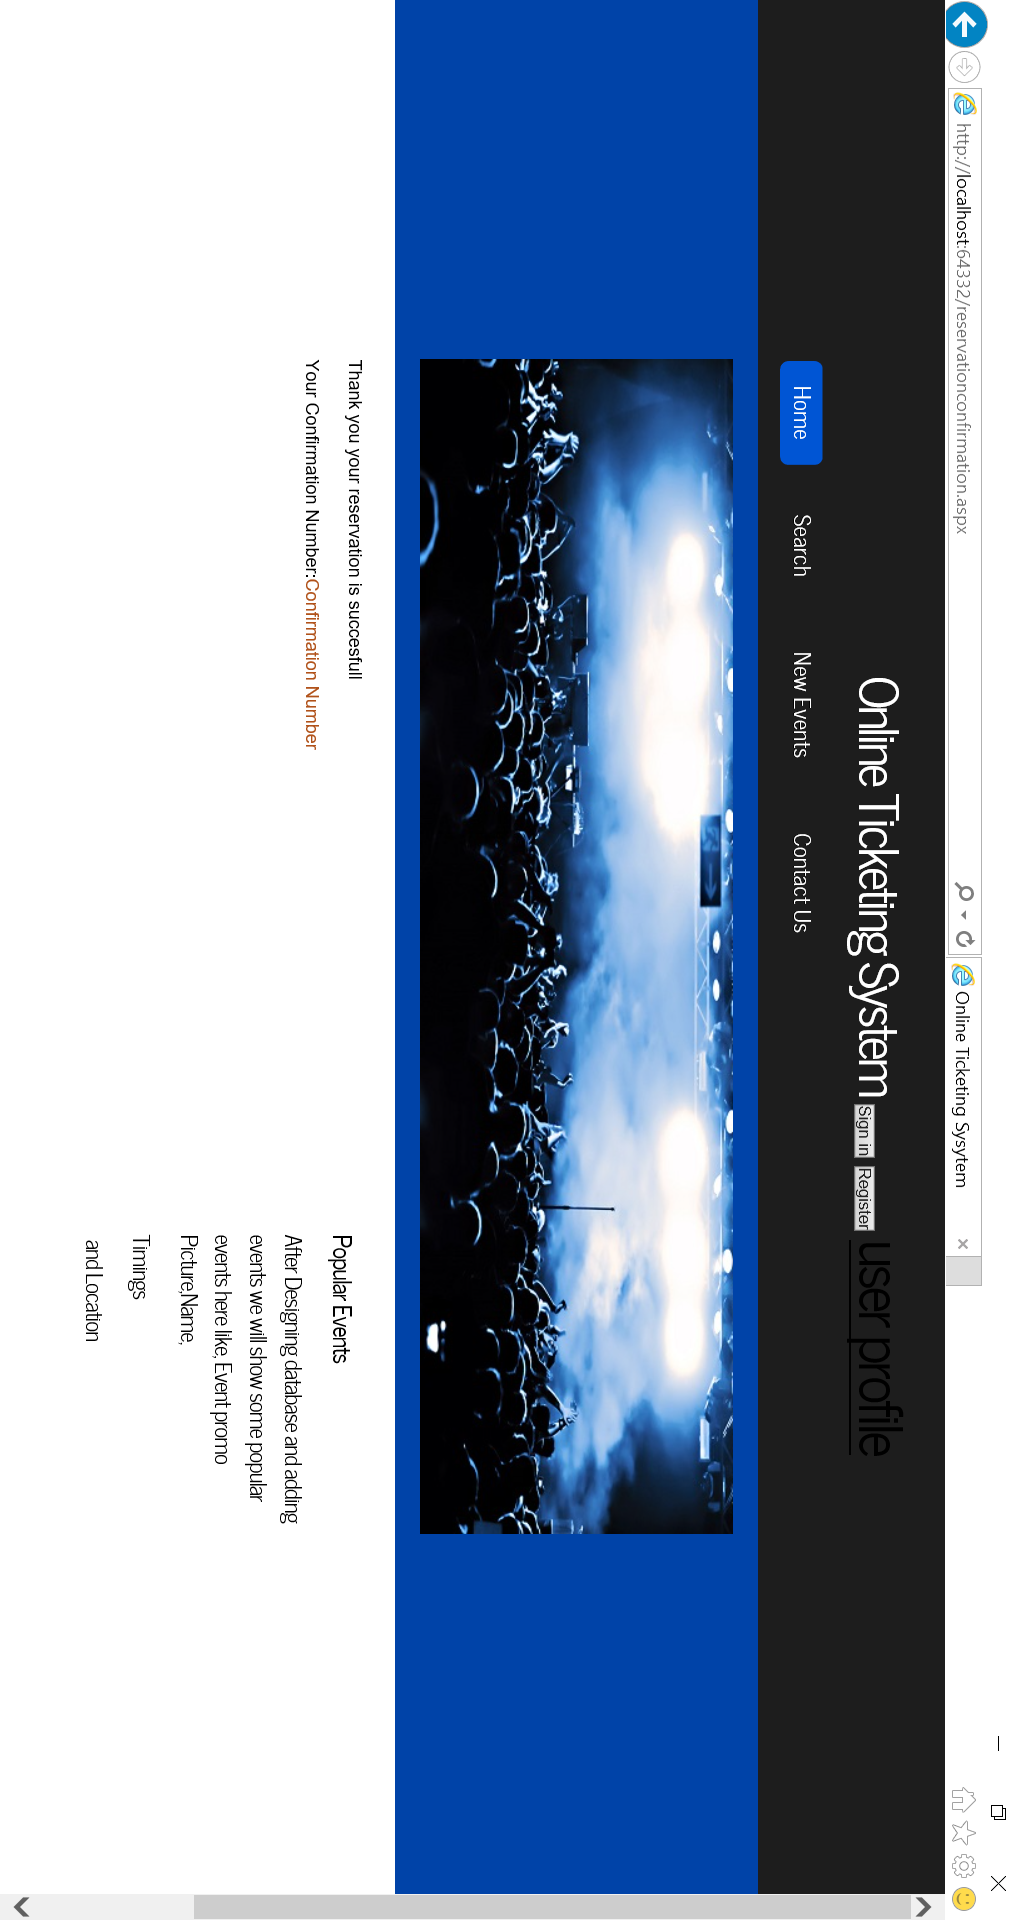 http://localhost:64332/reservationconfirmation.aspx
Online Ticketing Sysytem
Online Ticketing System Sign in Register user profile
Home Search New Events Contact Us
Thank you your reservation is succesfull
Your Confirmation Number:Confirmation Number
Popular Events
After Designing database and adding
events we will show some popular
events here like, Event promo
Picture,Name,
Timings
and Location